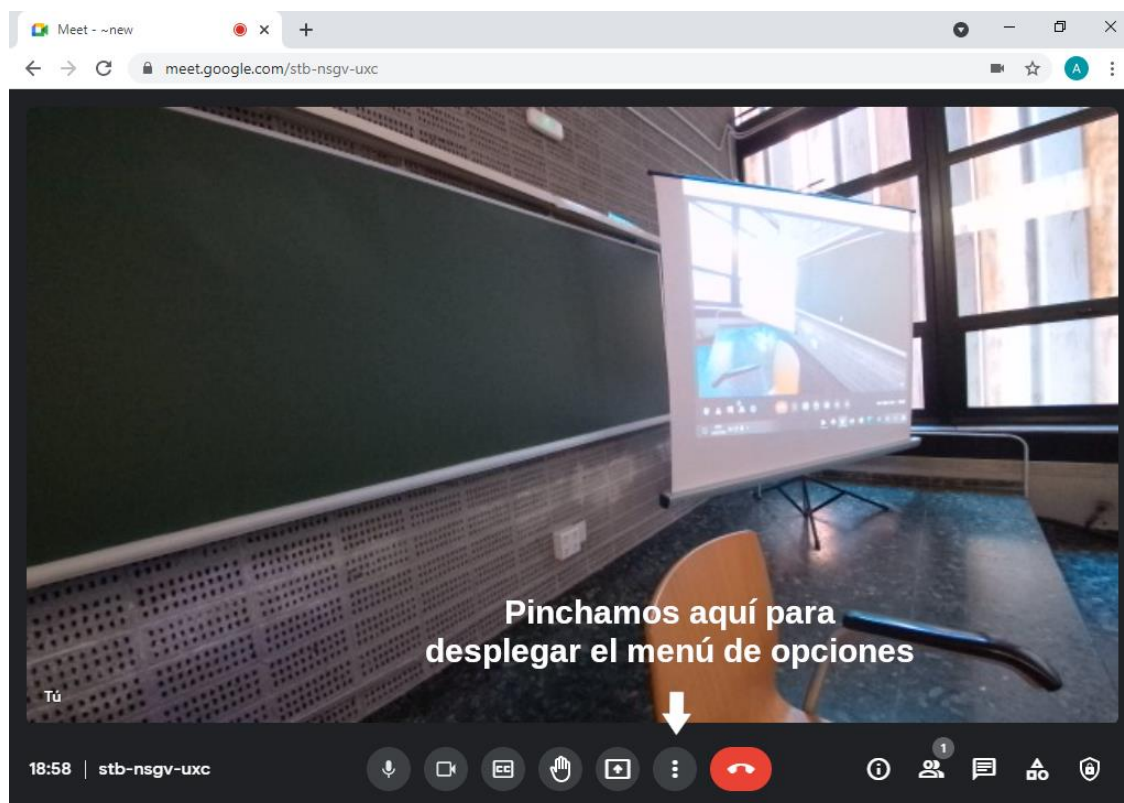 Meet - ~new
meet.google.com/stb-nsgv-uxc
A
Pinchamos aquí para
desplegar el menú de opciones
Tú
1
18:58 | stb-nsgv-uxc
CC